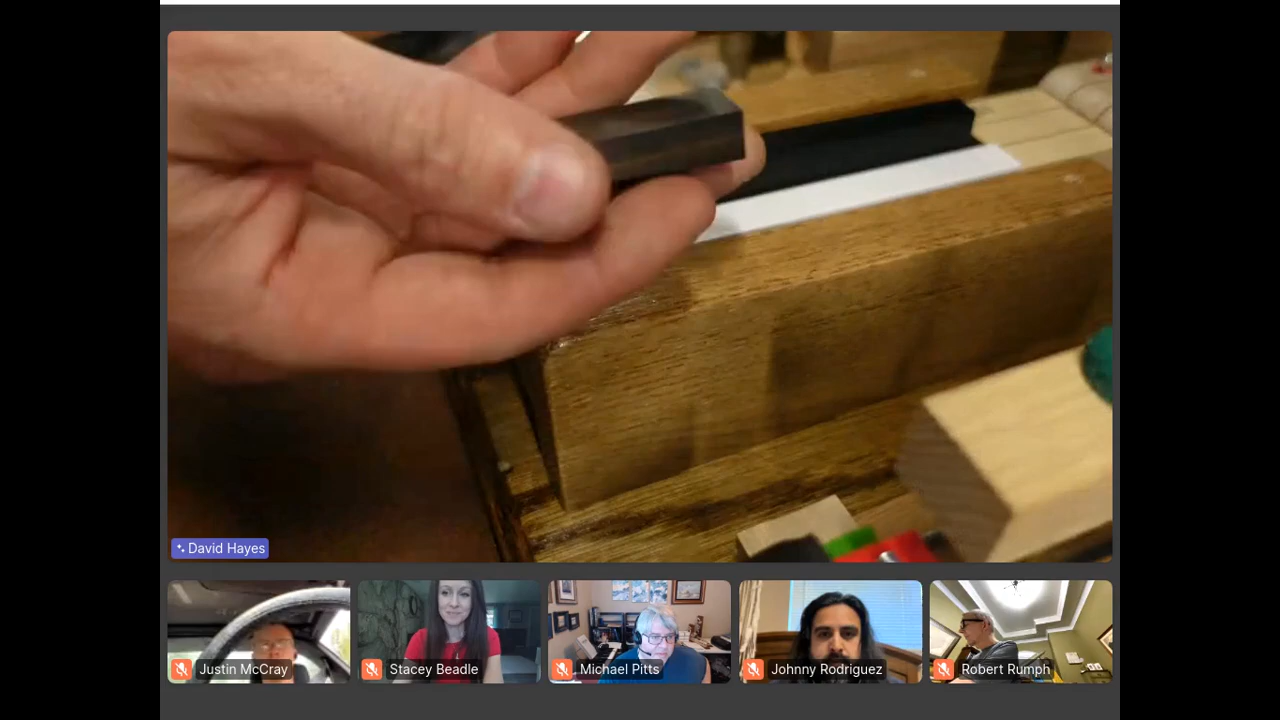 David Hayes
Justin McCray
Stacey Beadle
Michael Pitts
Johnny Rodriguez
Robert Rumph